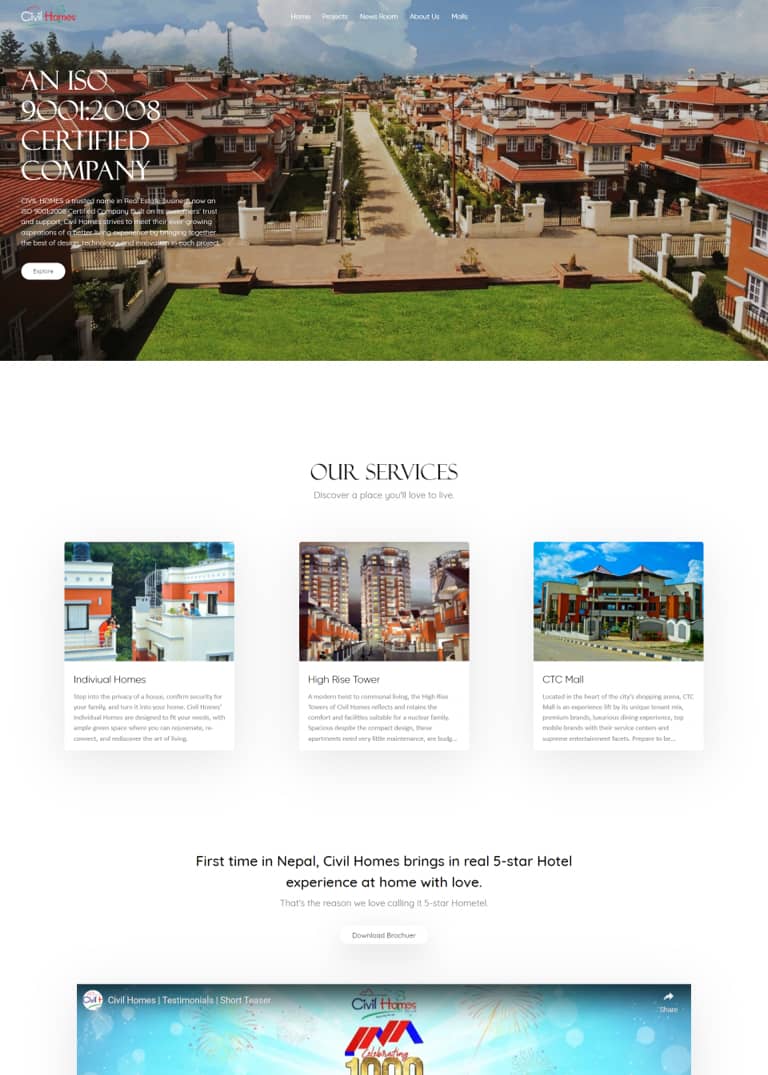 Civil Homes
Home Projects News Room About Us Malls
AN ISO
9001:2008
CERTIFIED
COMPANY
CIVIL HOMES a trusted name in Real Estate Business now an
ISO 9001:2008 Certified Company Built on its customers' trust
and support, Civil Homes strives to meet their ever-growing
aspirations of a better living experience by bringing together
the best of design, technology and innovation in each project.
Explore
OUR SERVICES
Discover a place you'll love to live.
Indiviual Homes
Step into the privacy of a house, confirm security for
your family, and turn it into your home. Civil Homes'
Individual Homes are designed to fit your needs, with
ample green space where you can rejuvenate, re-
connect, and rediscover the art of living.
High Rise Tower
A modern twist to communal living, the High Rise
Towers of Civil Homes reflects and retains the
comfort and facilities suitable for a nuclear family.
Spacious despite the compact design, these
apartments need very little maintenance, are budg...
CTC Mall
Located in the heart of the city's shopping arena, CTC
Mall is an experience lift by its unique tenant mix,
premium brands, luxurious dining experience, top
mobile brands with their service centers and
supreme entertainment facets. Prepare to be...
First time in Nepal, Civil Homes brings in real 5-star Hotel
experience at home with love.
That's the reason we love calling it 5-star Hometel.
Download Brochuer
Civil Homes | Testimonials | Short Teaser
Civil Homes
Share
Celebrating
1000